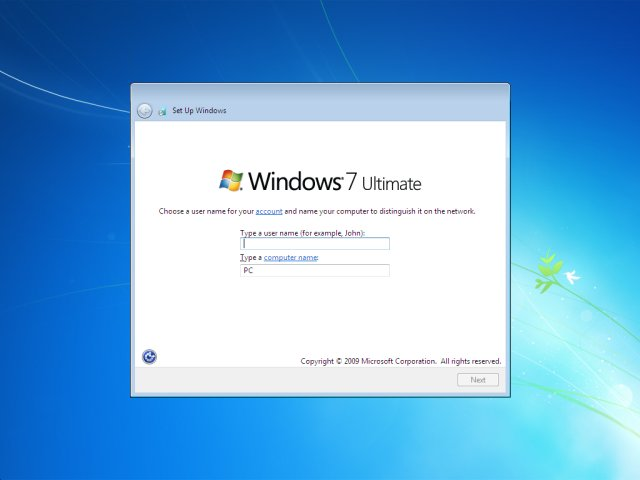 Set Up Windows
Windows 7 Ultimate
Choose a user name for your account and name your computer to distinguish it on the network.
Type a user name (for example, John):
Type a computer name:
PC
Copyright © 2009 Microsoft Corporation. All rights reserved.
Next